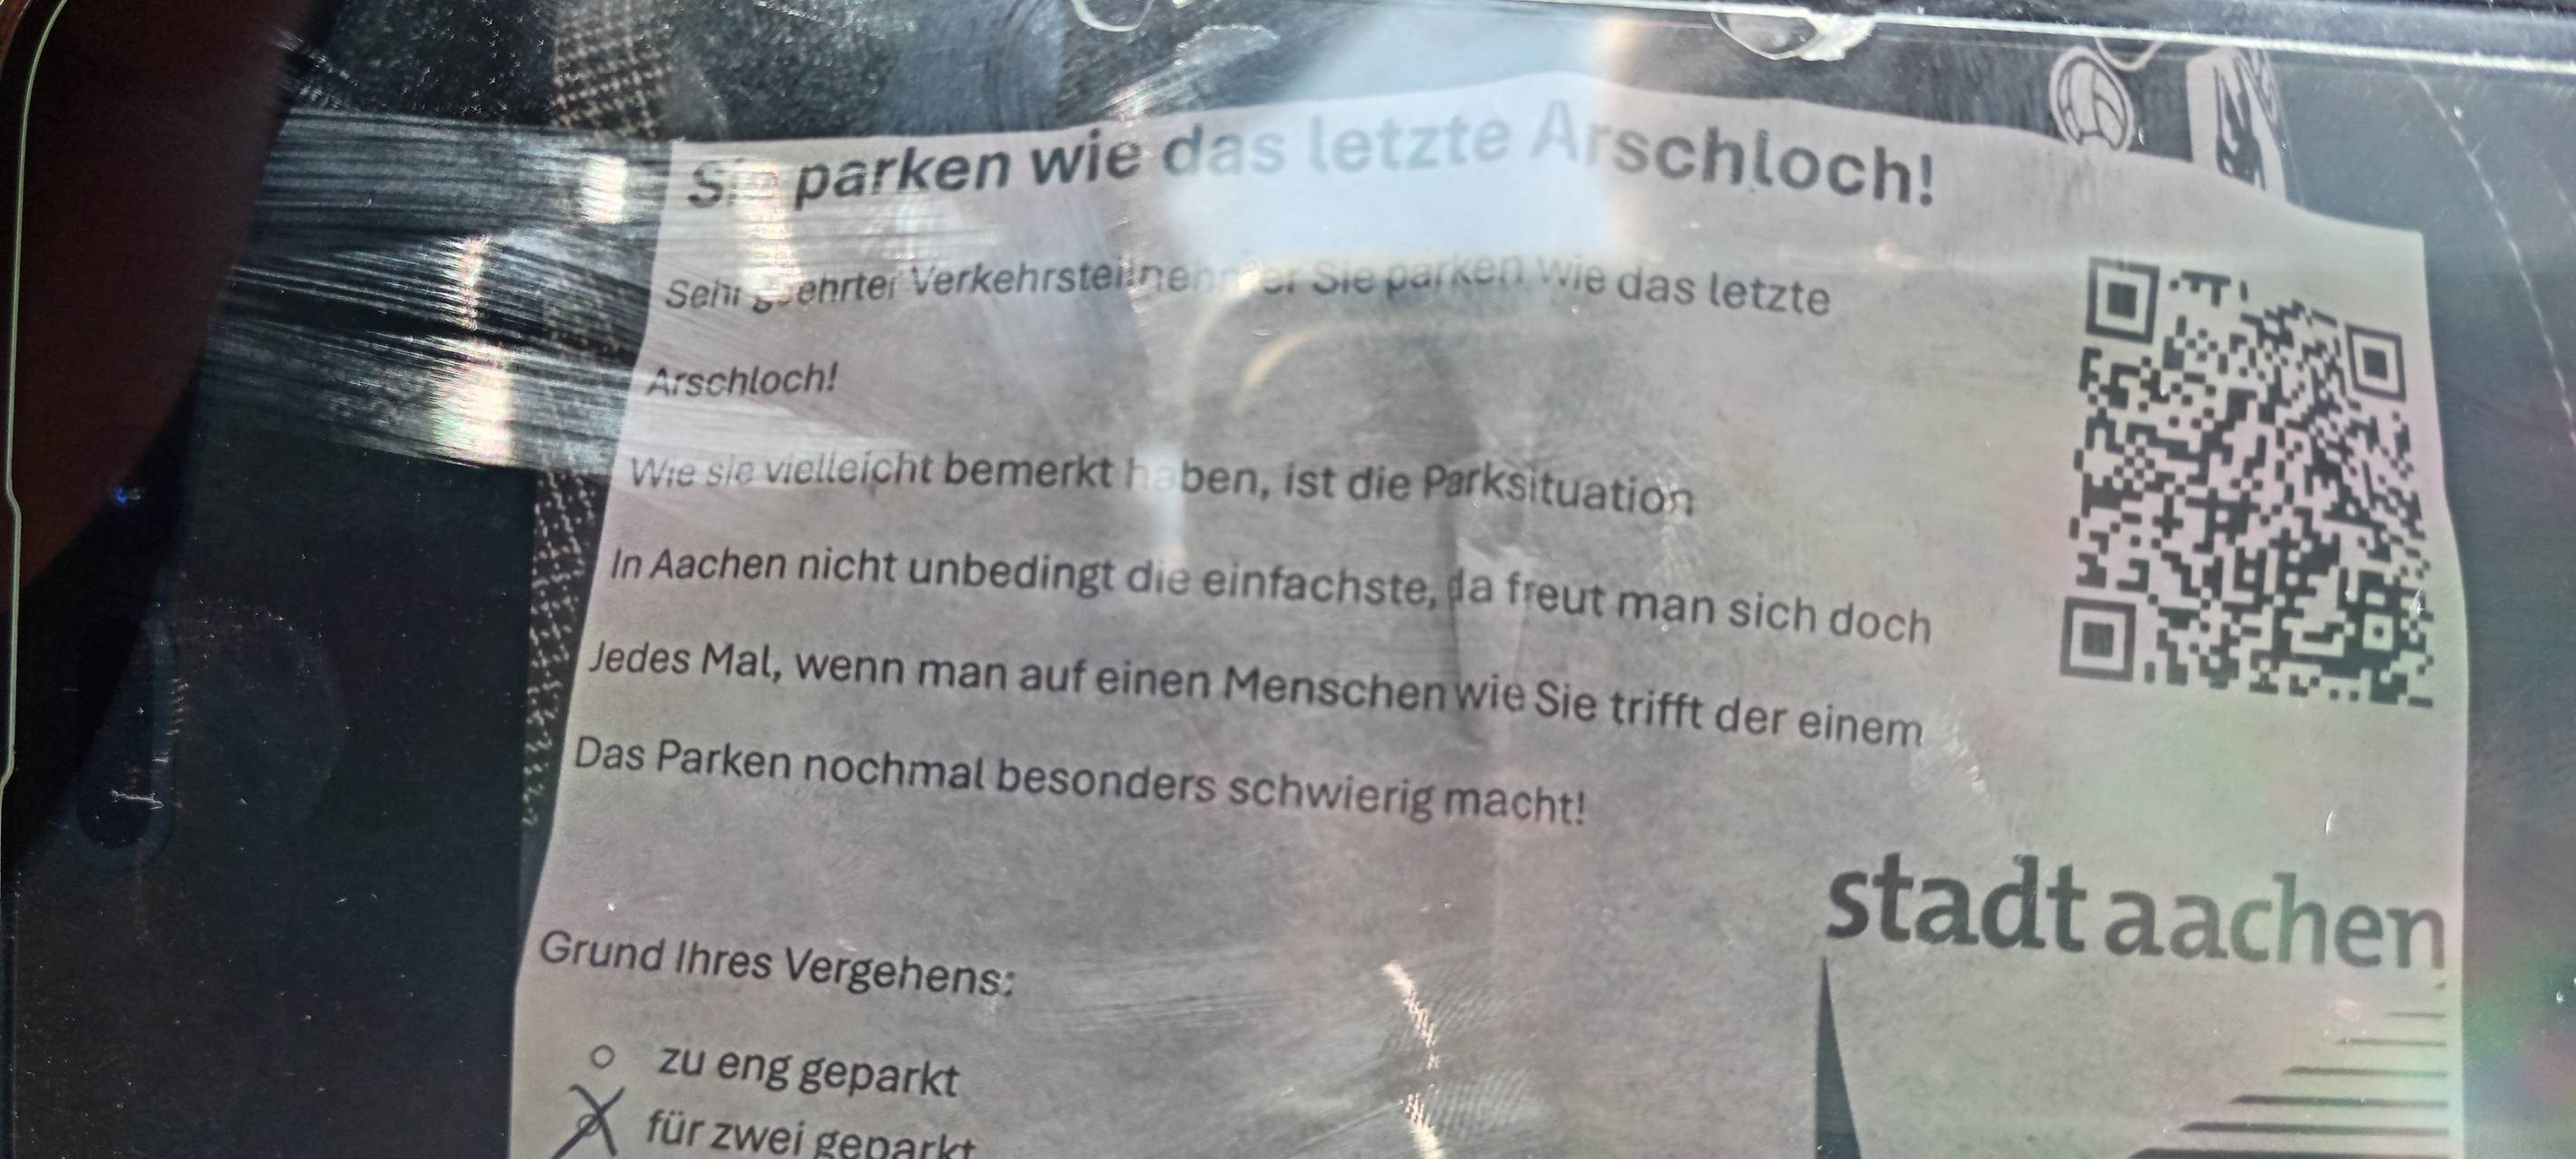 Sie parken wie das letzte Arschloch!
Sehr geehrter Verkehrsteilnehmer Sie parken wie das letzte
Arschloch!
Wie sie vielleicht bemerkt haben, ist die Parksituation
In Aachen nicht unbedingt die einfachste, da freut man sich doch
Jedes Mal, wenn man auf einen Menschen wie Sie trifft der einem
Das Parken nochmal besonders schwierig macht!
stadt aachen
Grund Ihres Vergehens:
zu eng geparkt
für zwei geparkt